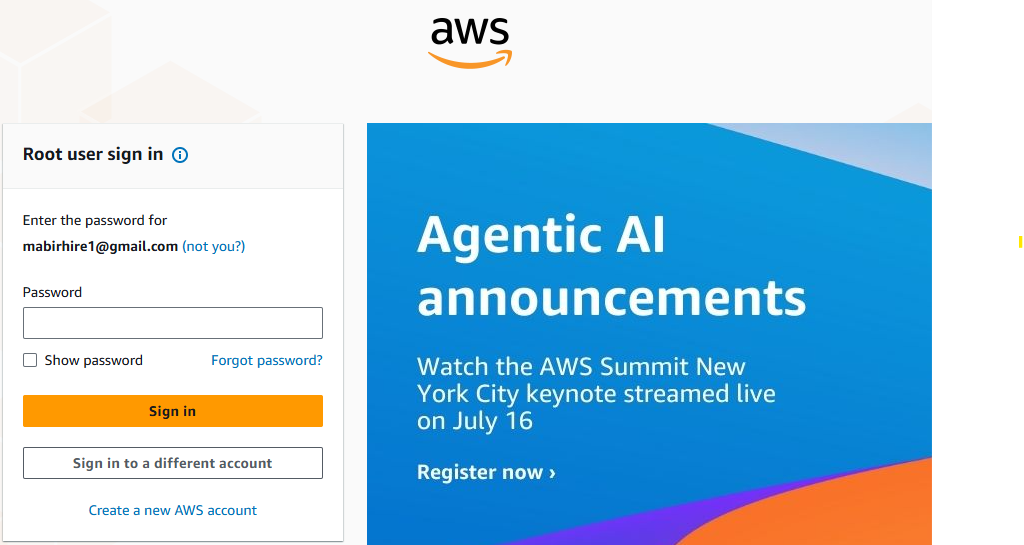 aws
Root user sign in
Enter the password for
mabirhire1@gmail.com (not you?)
Password
Show password Forgot password?
Sign in
Sign in to a different account
Create a new AWS account
Agentic AI
announcements
Watch the AWS Summit New
York City keynote streamed live
on July 16
Register now ›